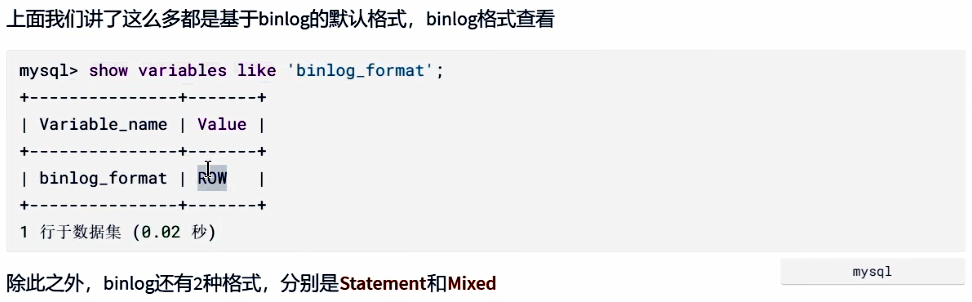 上面我们讲了这么多都是基于binlog的默认格式，binlog格式查看
mysql> show variables like 'binlog_format';
+---------------+-------+
| Variable_name | Value |
+---------------+-------+
| binlog_format | ROW   |
+---------------+-------+
1 行于数据集 (0.02 秒)
mysql
除此之外，binlog还有2种格式，分别是Statement和Mixed